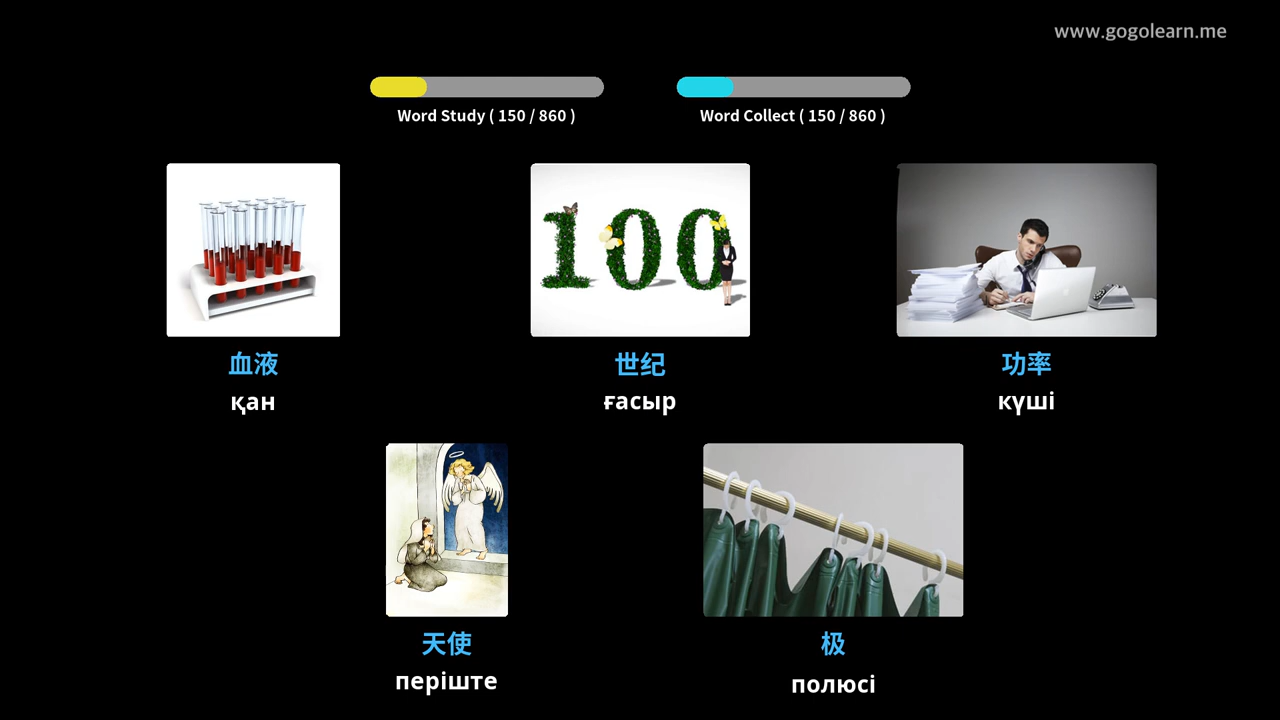 www.gogolearn.me
Word Study ( 150 / 860 )
Word Collect ( 150 / 860 )
100
血液
қан
世纪
ғасыр
功率
күші
天使
періште
极
полюсі